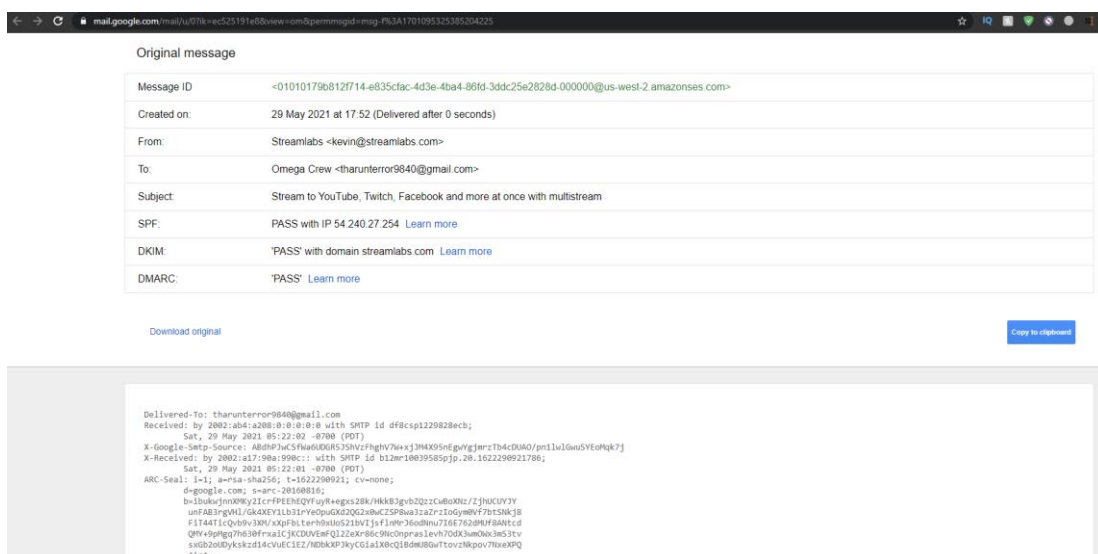 mail.google.com/mail/u/0?ik=ec525191e8&view=om&permmsgid=msg-f%3A1701095325385204225
IQ
Original message
Message ID <01010179b812f714-e835cfac-4d3e-4ba4-86fd-3ddc25e2828d-000000@us-west-2.amazonses.com>
Created on: 29 May 2021 at 17:52 (Delivered after 0 seconds)
From: Streamlabs <kevin@streamlabs.com>
To: Omega Crew <tharunterror9840@gmail.com>
Subject: Stream to YouTube, Twitch, Facebook and more at once with multistream
SPF: PASS with IP 54.240.27.254 Learn more
DKIM: 'PASS' with domain streamlabs.com Learn more
DMARC: 'PASS' Learn more
Download original
Copy to clipboard
Delivered-To: tharunterror9840@gmail.com
Received: by 2002:ab4:a208:0:0:0:0:0 with SMTP id df8csp1229828ecb;
Sat, 29 May 2021 05:22:02 -0700 (PDT)
X-Google-Smtp-Source:
X-Received: by 2002:a17:90a:990c:: with SMTP id b12mr10039585pjp.20.1622290921786;
Sat, 29 May 2021 05:22:01 -0700 (PDT)
ARC-Seal: i=1; a=rsa-sha256; t=1622290921; cv=none;
d=google.com; s=arc-20160816;